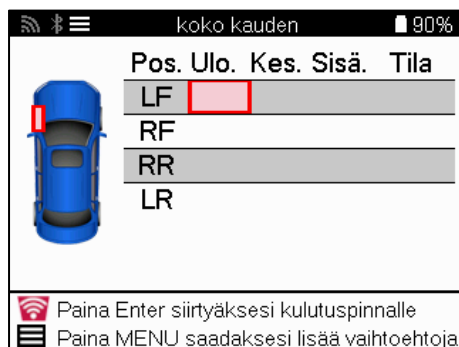 koko kauden 90%
Pos. Ulo. Kes. Sisä. Tila
LF
RF
RR
LR
Paina Enter siirtyäksesi kulutuspinnalle
Paina MENU saadaksesi lisää vaihtoehtoja